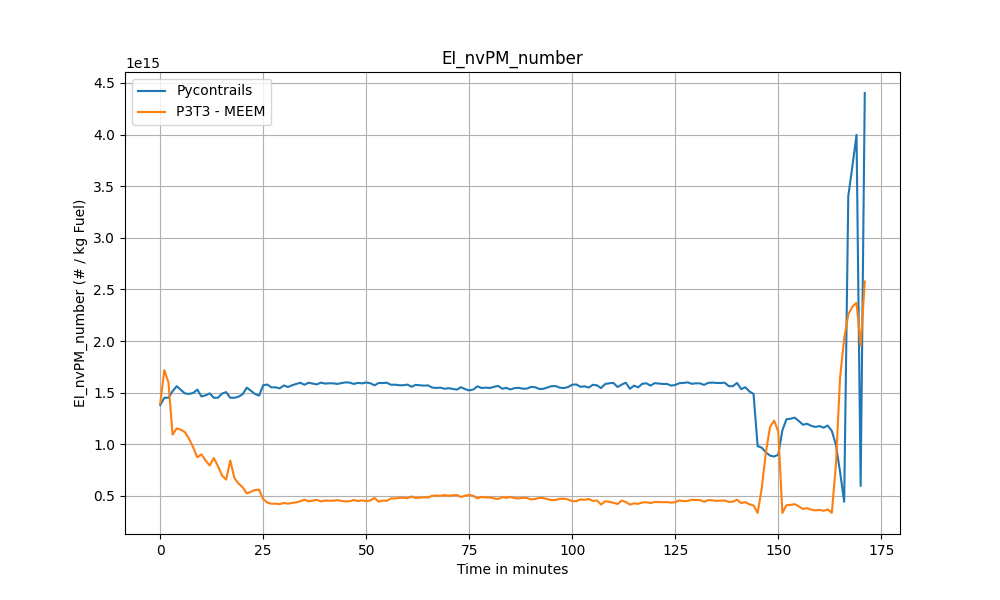 EI_nvPM_number
1e15
Pycontrails
P3T3 - MEEM
4.5
4.0
3.5
3.0
2.5
2.0
1.5
1.0
0.5
EI_nvPM_number (# / kg Fuel)
0
25
50
75
100
125
150
175
Time in minutes